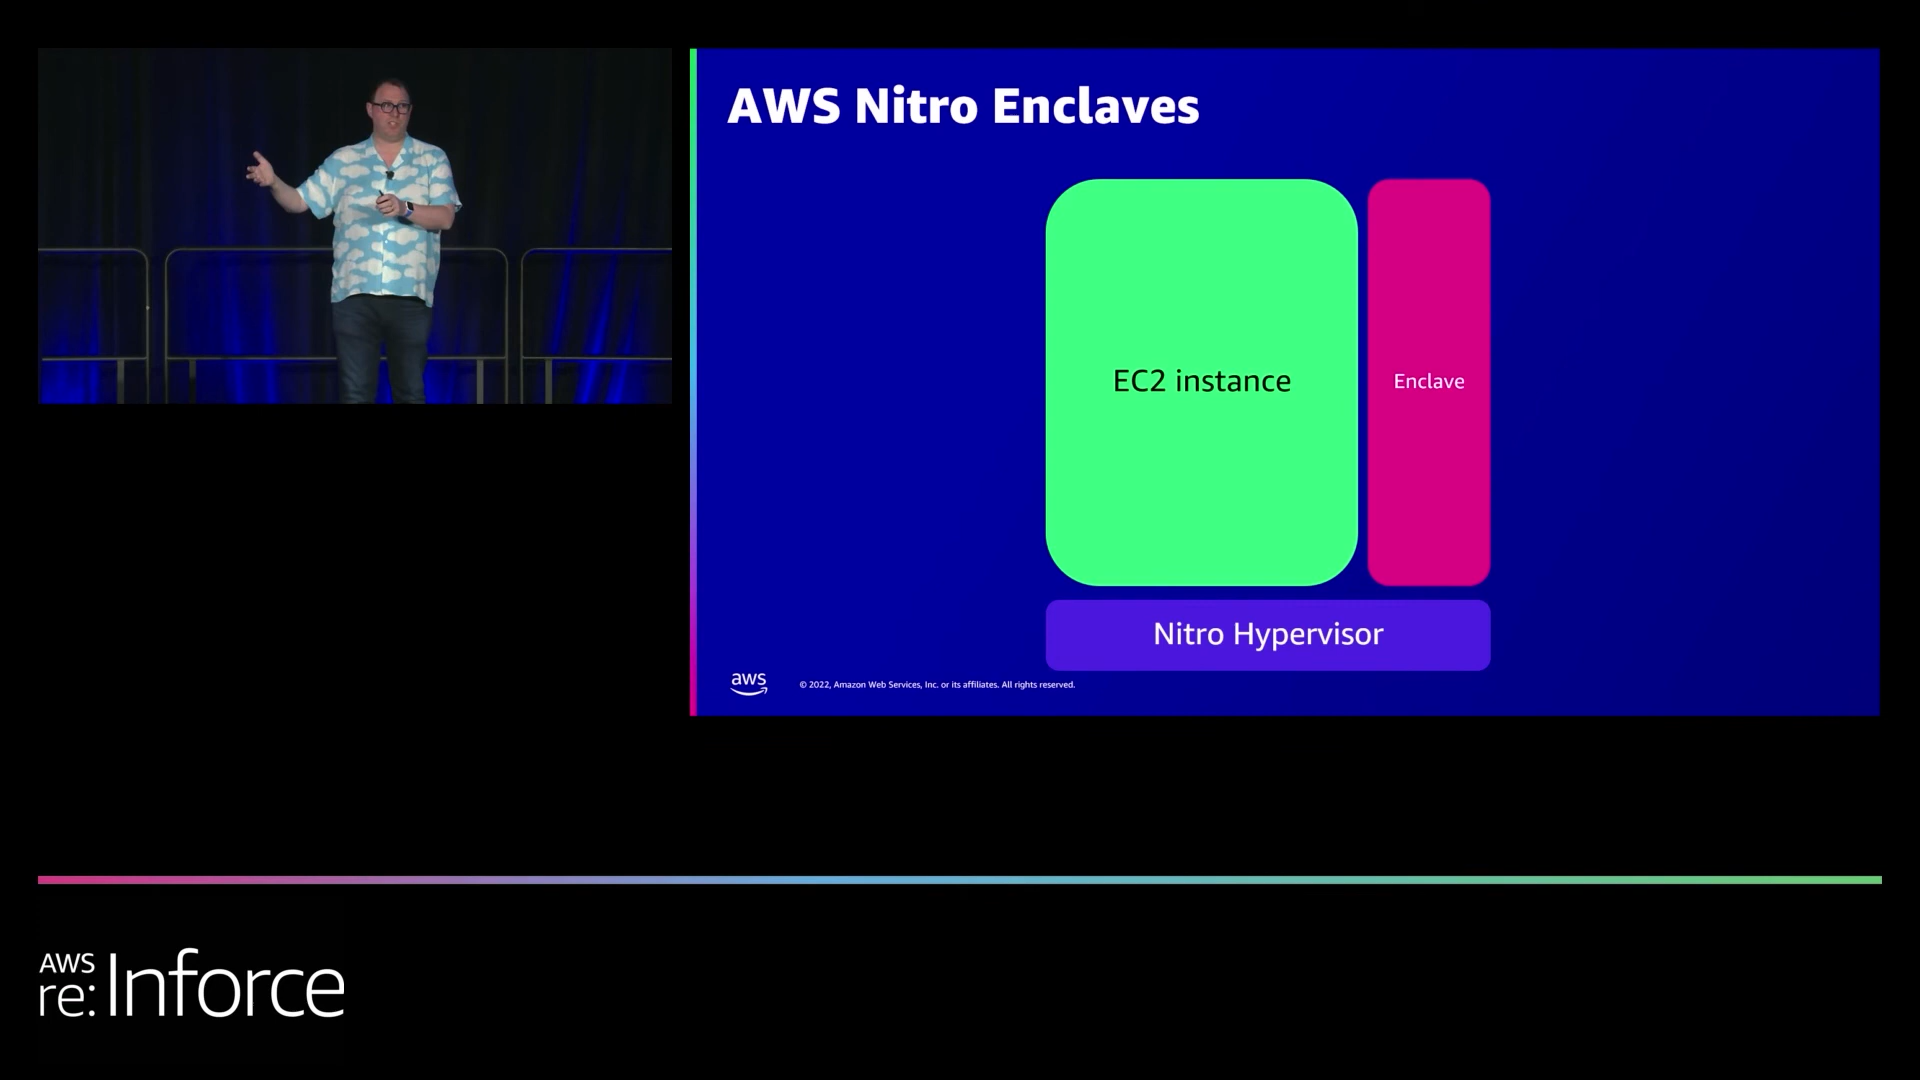 AWS Nitro Enclaves
EC2 instance
Enclave
Nitro Hypervisor
aws
© 2022, Amazon Web Services, Inc. or its affiliates. All rights reserved.
AWS
re: Inforce